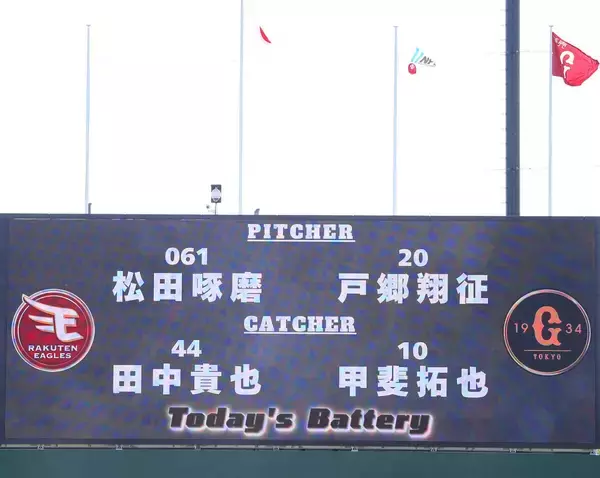 PITCHER
061 20
松田啄磨 戸郷翔征
CATCHER
44 10
田中貴也 甲斐拓也
Today's Battery
RAKUTEN
EAGLES
19 G 34
TOKYO
G